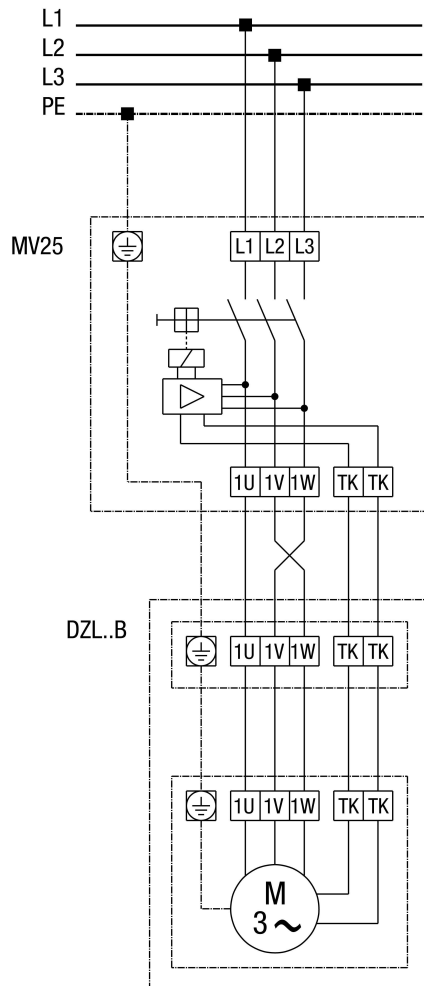 L1
L2
L3
PE
MV25
L1 L2 L3
1U 1V 1W TK TK
DZL..B
1U 1V 1W TK TK
1U 1V 1W TK TK
M
3 ~